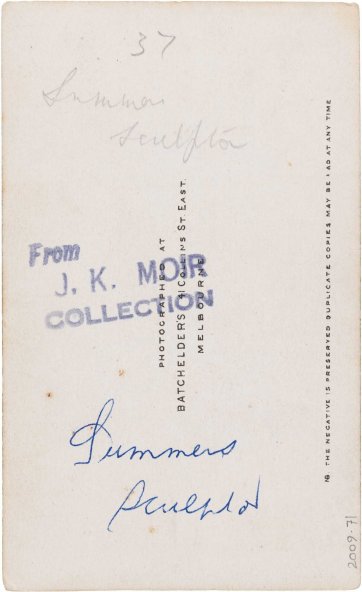 37
Summers
Sculptor
From
J. K. MOIR
COLLECTION
PHOTOGRAPHED AT
BATCHELDER'S 41 COLLINS ST. EAST.
MELBOURNE
Summers
Sculptor
THE NEGATIVE IS PRESERVED DUPLICATE COPIES MAY BE HAD AT ANY TIME
2009.71